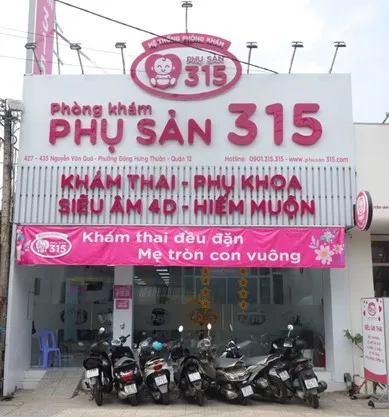 HỆ THỐNG PHÒNG KHÁM
PHỤ SẢN
315
Phòng khám
PHỤ SẢN 315
427 - 435 Nguyễn Văn Quá - Phường Đông Hưng Thuận - Quận 12
Hotline: 0901.315.315 - www.phusan315.com
KHÁM THAI - PHỤ KHOA
SIÊU ÂM 4D - HIẾM MUỘN
315
Khám thai đều đặn
Mẹ tròn con vuông